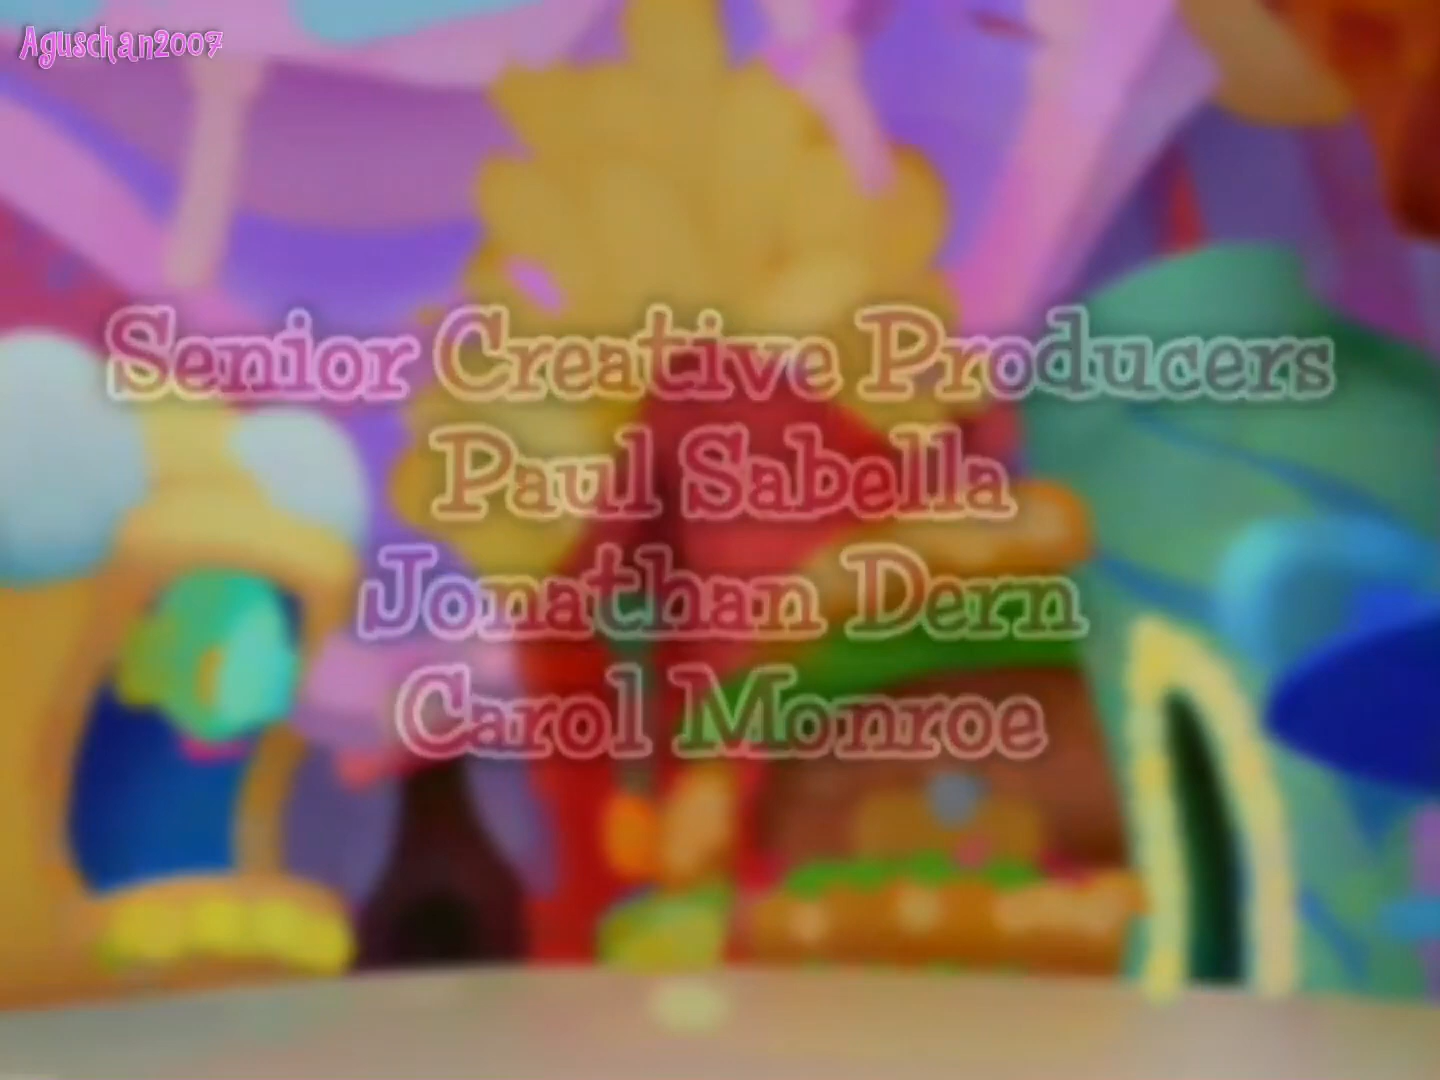 Aguschan2007
Senior Creative Producers
Paul Sabella
Jonathan Dern
Carol Monroe